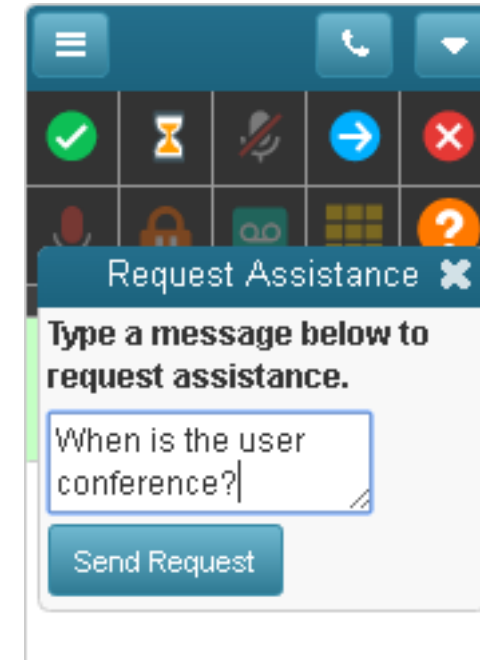 Request Assistance
Type a message below to
request assistance.
When is the user
conference?
Send Request